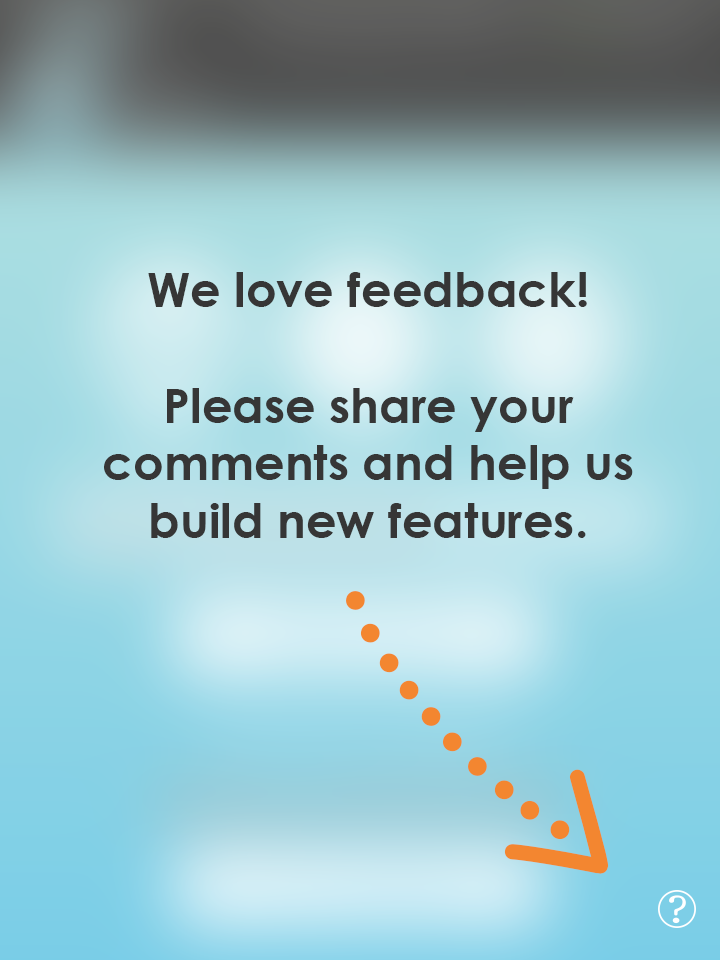 We love feedback!
Please share your
comments and help us
build new features.
?